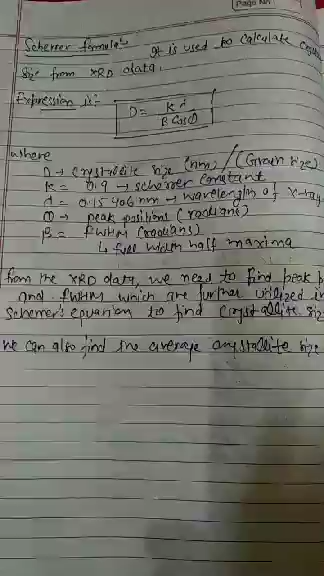 Page No.
Scherrer formula:- It is used to calculate
size from XRD data.
Expression is:- D = Kλ / β Cosθ
where
D → crystallite size (nm) / (Grain size)
K = 0.9 → scherrer constant
λ = 0.15406 nm → wavelength of x-ray
θ → peak positions (radians)
β = FWHM (radians)
↳ full width half maxima
from the XRD data, we need to find peak
and FWHM which are further utilized
Scherrer's equation to find crystallite
we can also find the average crystallite size